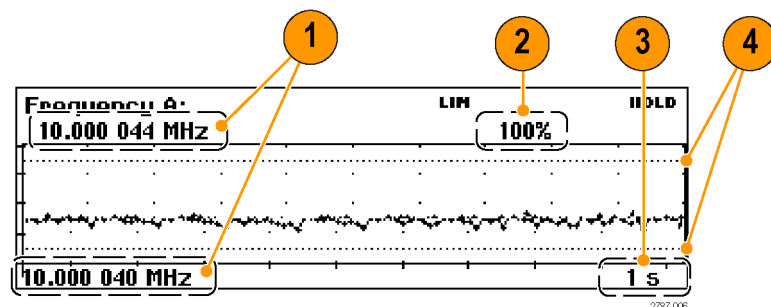 1 2 3 4
Frequency A: LIM HOLD
10.000 044 MHz 100%
10.000 040 MHz 1 s
2787-006